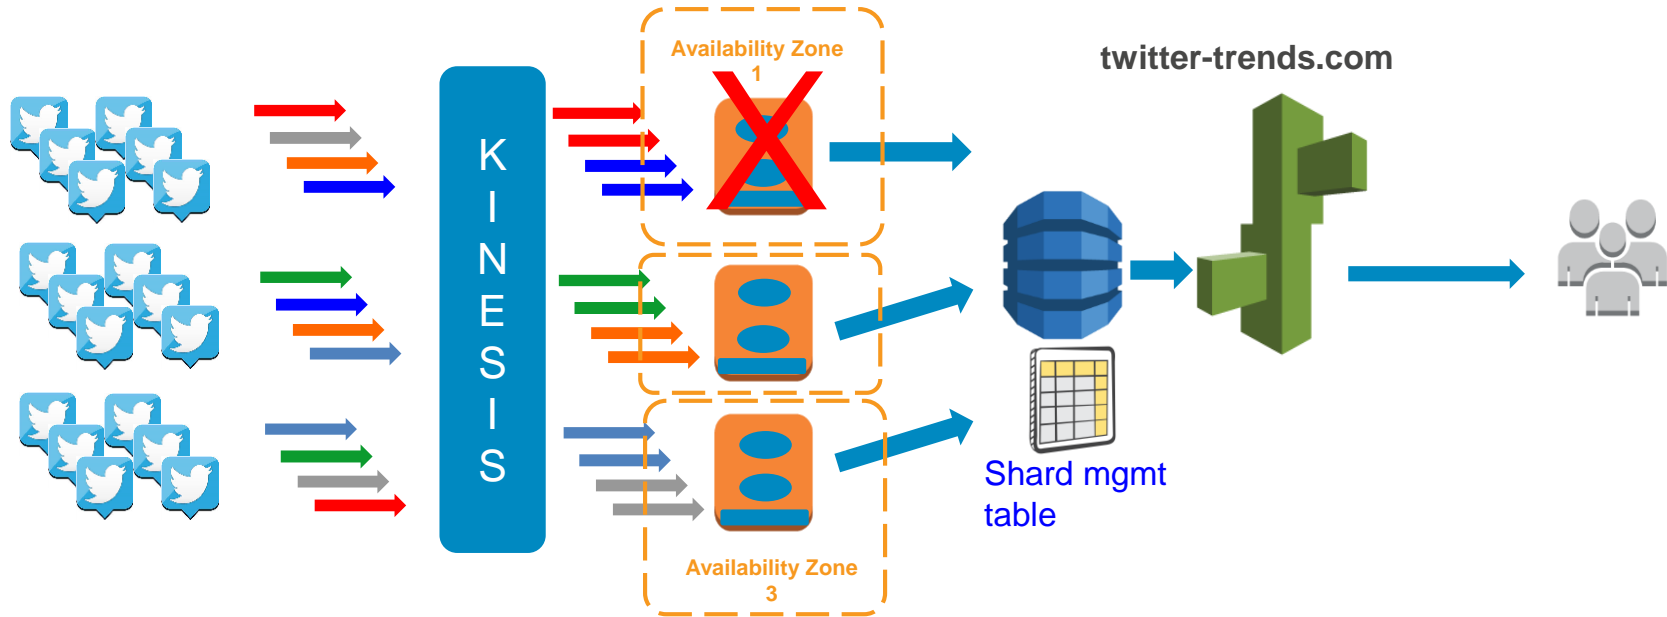 Availability Zone
1
twitter-trends.com
K
I
N
E
S
I
S
Shard mgmt
table
Availability Zone
3